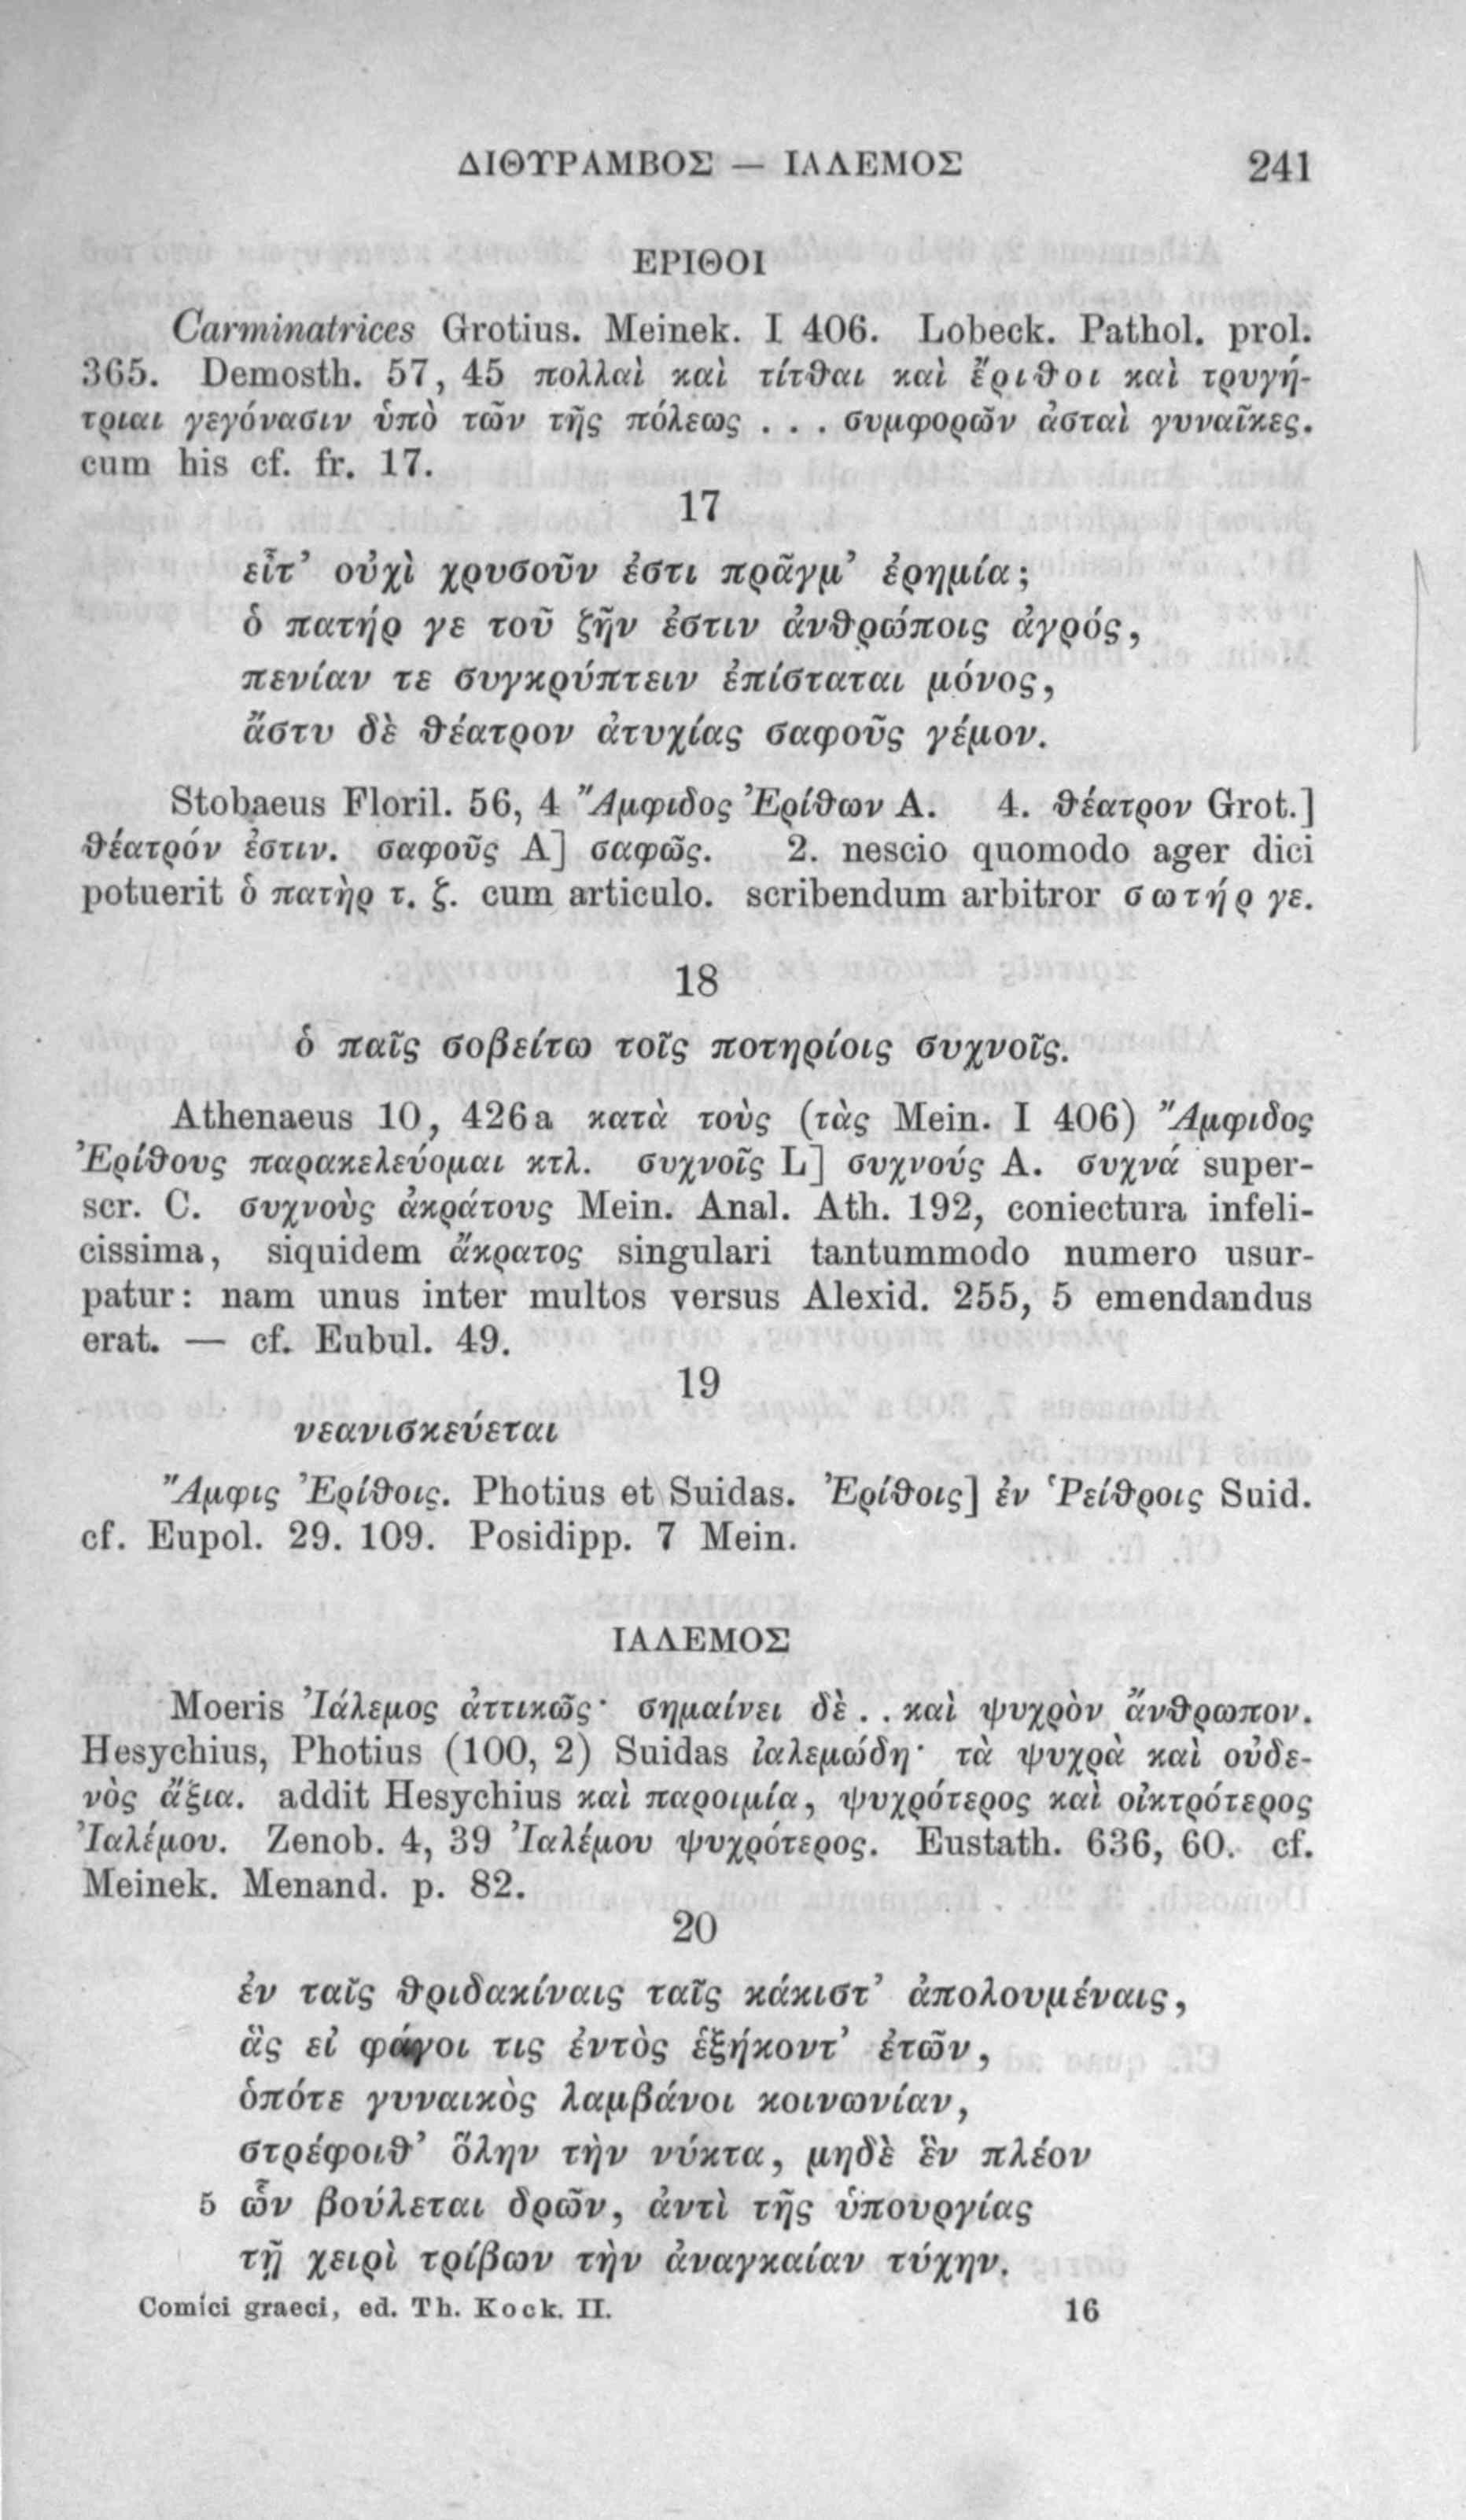 ΔΙΘΥΡΑΜΒΟΣ — ΙΑΛΕΜΟΣ 241
ΕΡΙΘΟΙ
Carminatrices Grotius. Meinek. I 406. Lobeck. Pathol. prol.
365. Demosth. 57, 45 πολλαὶ καὶ τίτθαι καὶ ἔριθοι καὶ τρυγή-
τριαι γεγόνασιν ὑπὸ τῶν τῆς πόλεως . . . συμφορῶν ἀσταὶ γυναῖκες.
cum his cf. fr. 17.
17
εἶτ’ οὐχὶ χρυσοῦν ἐστι πρᾶγμ’ ἐρημία;
ὁ πατήρ γε τοῦ ζῆν ἐστιν ἀνθρώποις ἀγρός,
πενίαν τε συγκρύπτειν ἐπίσταται μόνος,
ἄστυ δὲ θέατρον ἀτυχίας σαφοῦς γέμον.
Stobaeus Floril. 56, 4 Ἄμφιδος Ἐρίθων A. 4. θέατρον Grot.]
θέατρόν ἐστιν. σαφοῦς A] σαφῶς. 2. nescio quomodo ager dici
potuerit ὁ πατὴρ τ. ζ. cum articulo. scribendum arbitror σωτήρ γε.
18
ὁ παῖς σοβείτω τοῖς ποτηρίοις συχνοῖς.
Athenaeus 10, 426a κατὰ τοὺς (τὰς Mein. I 406) Ἄμφιδος
Ἐρίθους παρακελεύομαι κτλ. συχνοῖς L] συχνούς A. συχνά super-
scr. C. συχνοὺς ἀκράτους Mein. Anal. Ath. 192, coniectura infeli-
cissima, siquidem ἄκρατος singulari tantummodo numero usur-
patur: nam unus inter multos versus Alexid. 255, 5 emendandus
erat. — cf. Eubul. 49.
19
νεανισκεύεται
Ἄμφις Ἐρίθοις. Photius et Suidas. Ἐρίθοις] ἐν Ῥείθροις Suid.
cf. Eupol. 29. 109. Posidipp. 7 Mein.
ΙΑΛΕΜΟΣ
Moeris Ἰάλεμος ἀττικῶς· σημαίνει δὲ . . καὶ ψυχρὸν ἄνθρωπον.
Hesychius, Photius (100, 2) Suidas ἰαλεμώδη· τὰ ψυχρὰ καὶ οὐδε-
νὸς ἄξια. addit Hesychius καὶ παροιμία, ψυχρότερος καὶ οἰκτρότερος
Ἰαλέμου. Zenob. 4, 39 Ἰαλέμου ψυχρότερος. Eustath. 636, 60. cf.
Meinek. Menand. p. 82.
20
ἐν ταῖς θριδακίναις ταῖς κάκιστ’ ἀπολουμέναις,
ἃς εἰ φάγοι τις ἐντὸς ἑξήκοντ’ ἐτῶν,
ὁπότε γυναικὸς λαμβάνοι κοινωνίαν,
στρέφοιθ’ ὅλην τὴν νύκτα, μηδὲ ἓν πλέον
5 ὧν βούλεται δρῶν, ἀντὶ τῆς ὑπουργίας
τῇ χειρὶ τρίβων τὴν ἀναγκαίαν τύχην.
Comici graeci, ed. Th. Kock. II. 16